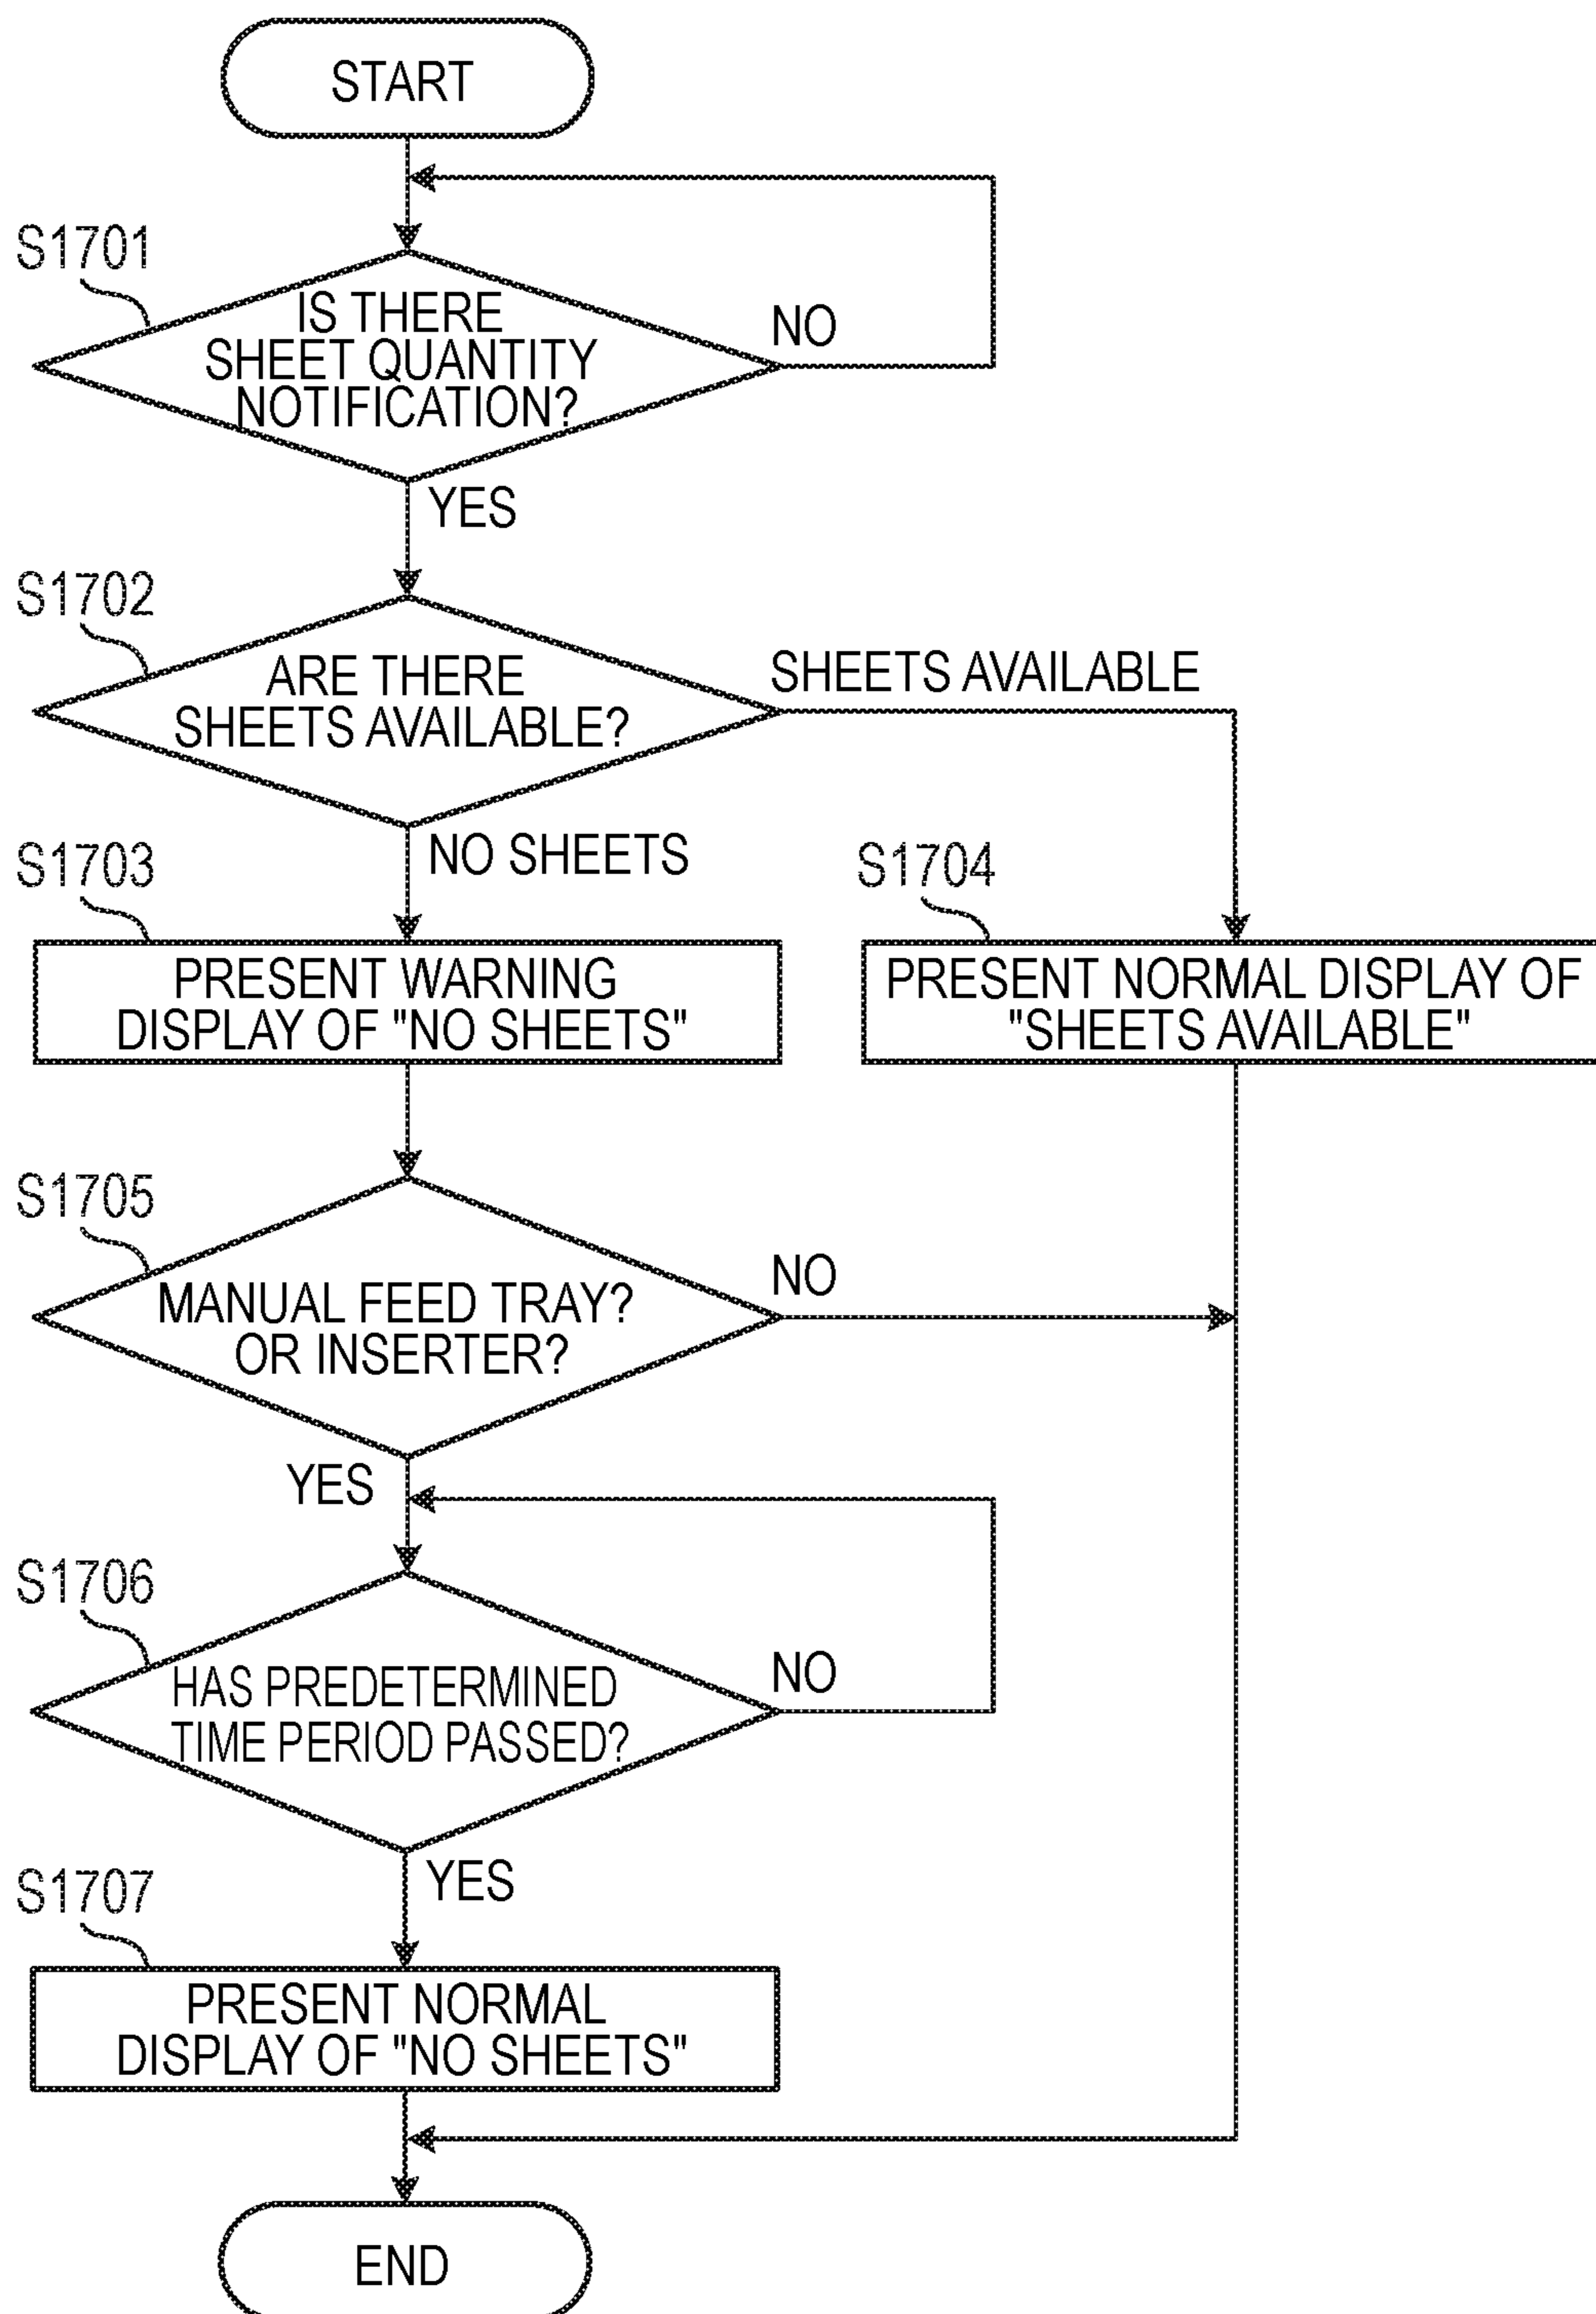 START
S1701
IS THERE
SHEET QUANTITY
NOTIFICATION?
NO
YES
S1702
ARE THERE
SHEETS AVAILABLE?
SHEETS AVAILABLE
NO SHEETS
S1703
PRESENT WARNING
DISPLAY OF "NO SHEETS"
S1704
PRESENT NORMAL DISPLAY OF
"SHEETS AVAILABLE"
S1705
MANUAL FEED TRAY?
OR INSERTER?
NO
YES
S1706
HAS PREDETERMINED
TIME PERIOD PASSED?
NO
YES
S1707
PRESENT NORMAL
DISPLAY OF "NO SHEETS"
END